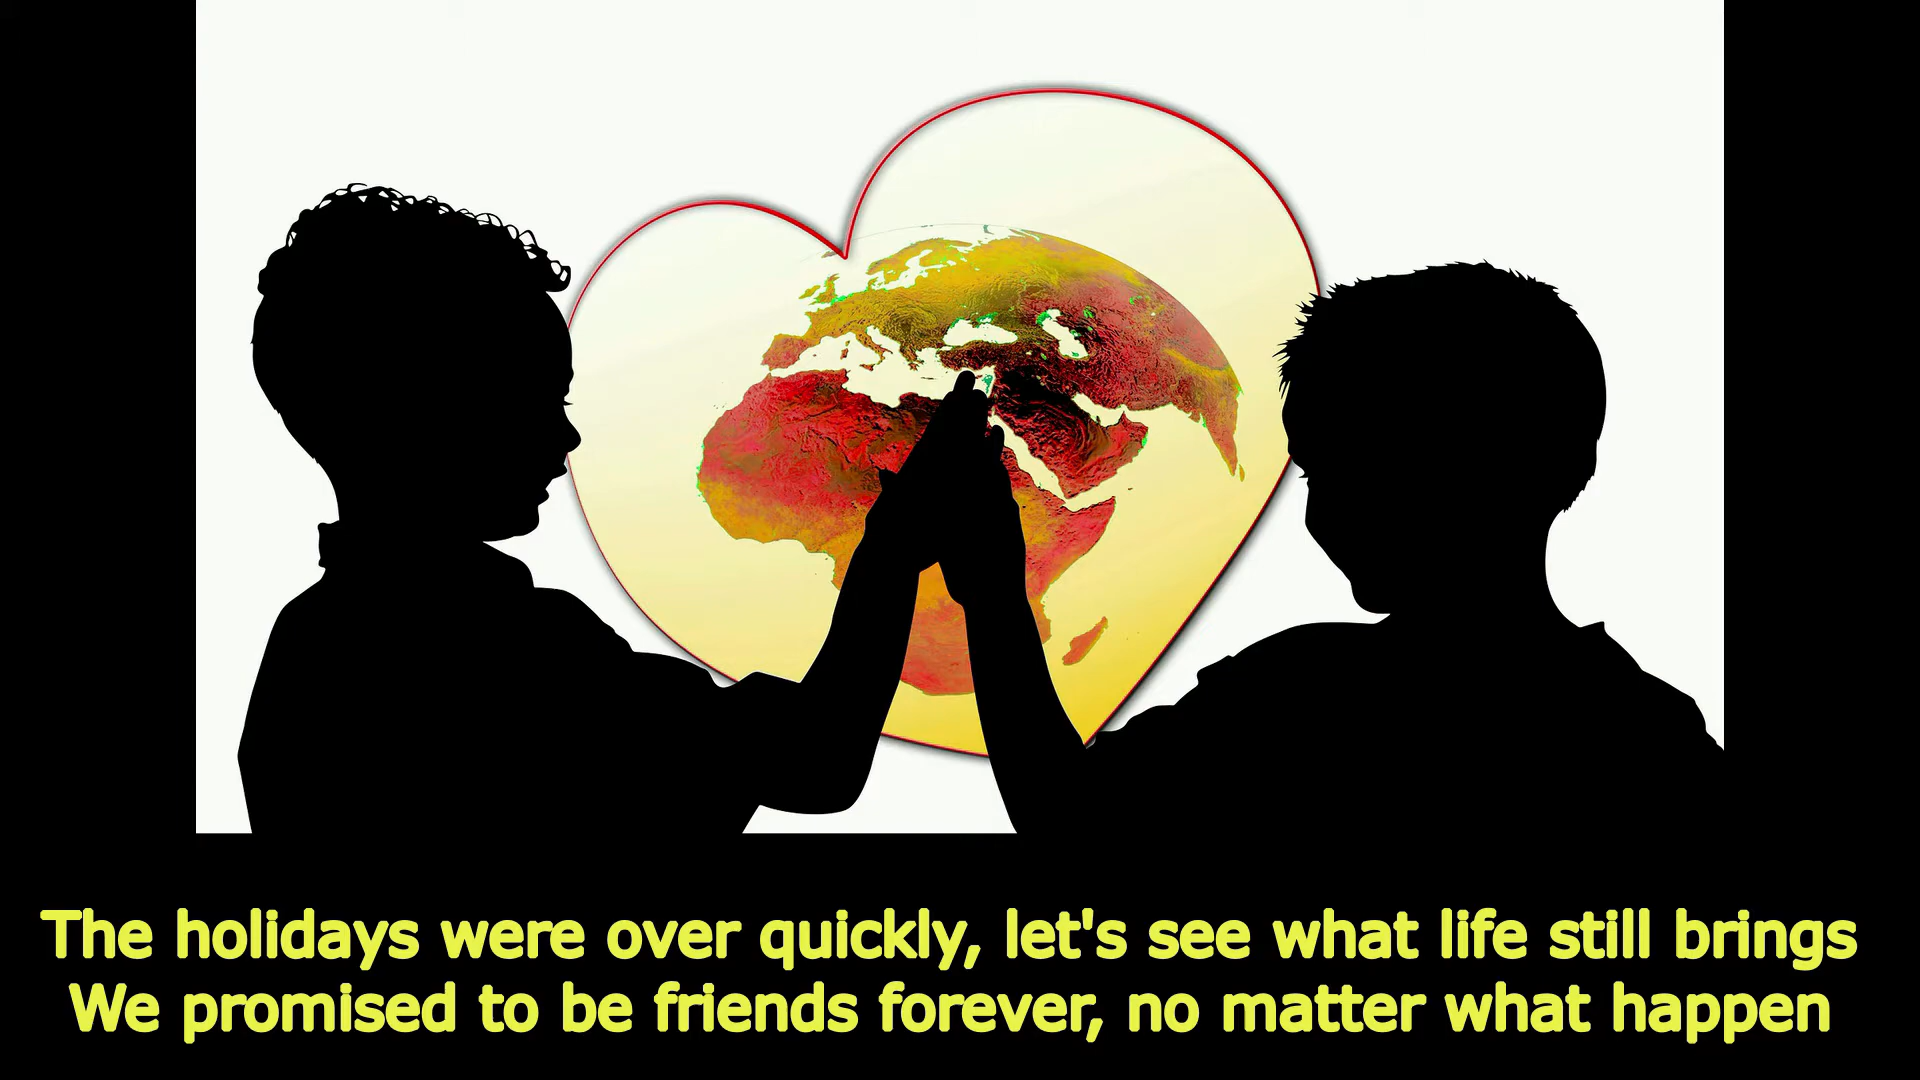 The holidays were over quickly, let's see what life still brings
We promised to be friends forever, no matter what happen